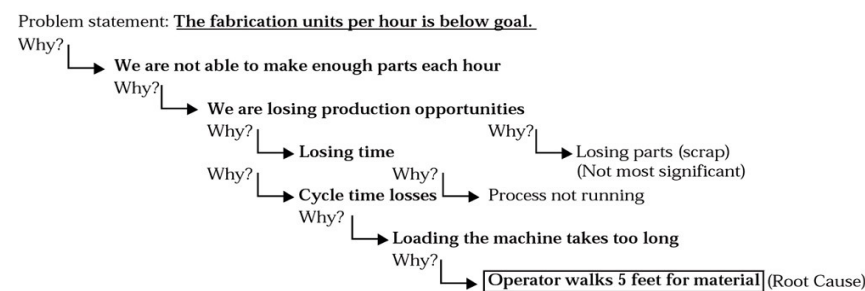 Problem statement: The fabrication units per hour is below goal.
Why?
We are not able to make enough parts each hour
Why?
We are losing production opportunities
Why? Why?
Losing time Losing parts (scrap)
(Not most significant)
Why? Why?
Cycle time losses Process not running
Why?
Loading the machine takes too long
Why?
Operator walks 5 feet for material (Root Cause)